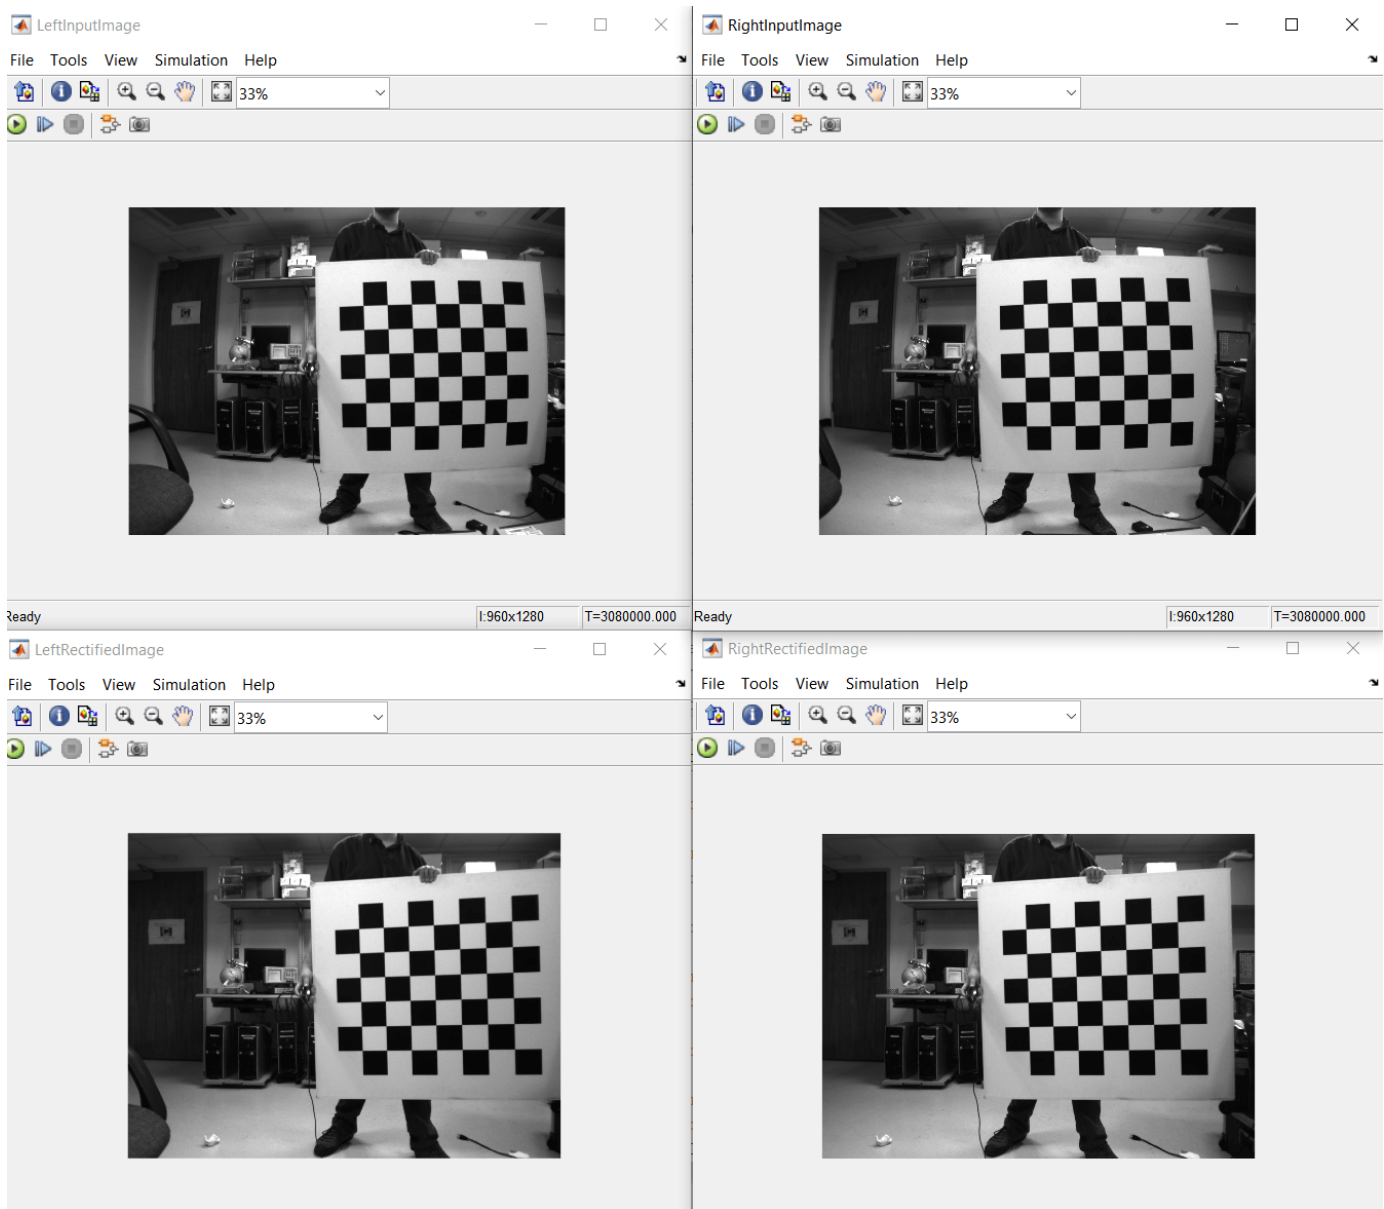 LeftInputImage
File Tools View Simulation Help
33%
Ready
I:960x1280
T=3080000.000
RightInputImage
File Tools View Simulation Help
33%
Ready
I:960x1280
T=3080000.000
LeftRectifiedImage
File Tools View Simulation Help
33%
RightRectifiedImage
File Tools View Simulation Help
33%